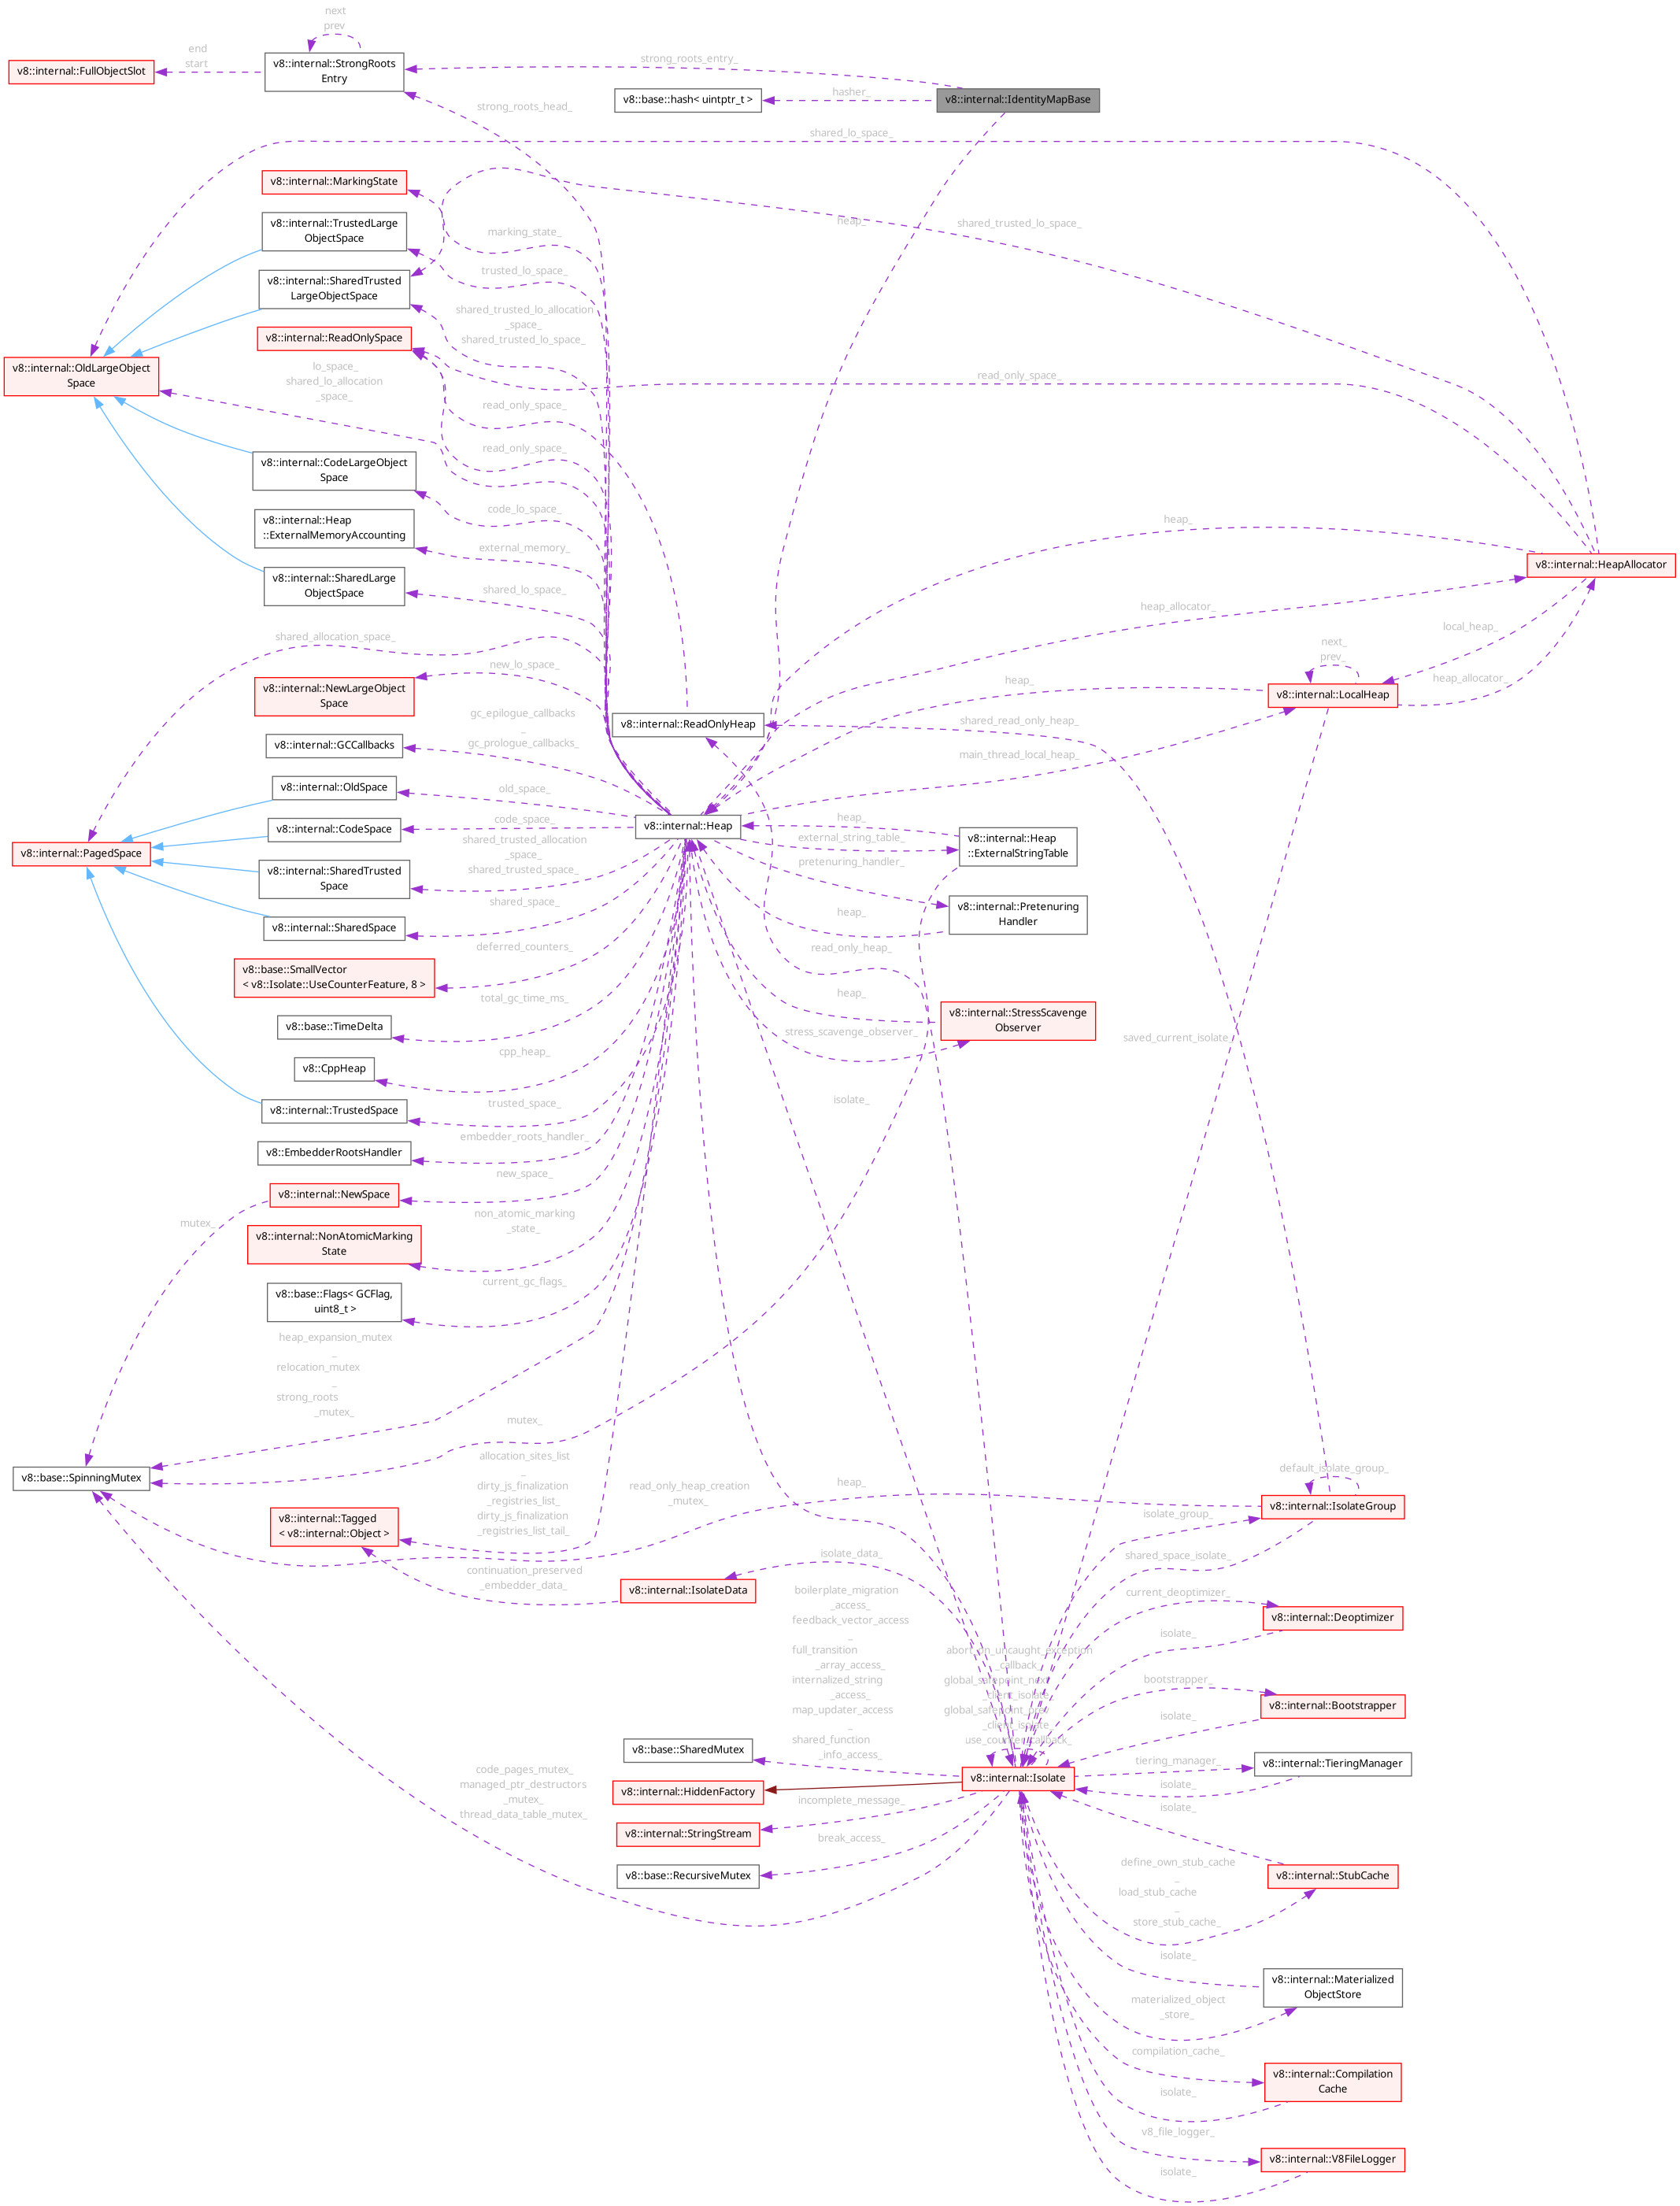 next
prev
end
start
v8::internal::FullObjectSlot
v8::internal::StrongRoots
Entry
strong_roots_entry_
v8::base::hash< uintptr_t >
hasher_
v8::internal::IdentityMapBase
strong_roots_head_
shared_lo_space_
v8::internal::MarkingState
v8::internal::TrustedLarge
ObjectSpace
marking_state_
heap_
shared_trusted_lo_space_
trusted_lo_space_
v8::internal::SharedTrusted
LargeObjectSpace
shared_trusted_lo_allocation
_space_
shared_trusted_lo_space_
v8::internal::ReadOnlySpace
v8::internal::OldLargeObject
Space
lo_space_
shared_lo_allocation
_space_
read_only_space_
read_only_space_
read_only_space_
v8::internal::CodeLargeObject
Space
code_lo_space_
v8::internal::Heap
::ExternalMemoryAccounting
external_memory_
heap_
v8::internal::HeapAllocator
v8::internal::SharedLarge
ObjectSpace
shared_lo_space_
heap_allocator_
local_heap_
shared_allocation_space_
next_
prev_
new_lo_space_
heap_
heap_allocator_
v8::internal::NewLargeObject
Space
v8::internal::LocalHeap
gc_epilogue_callbacks
_
gc_prologue_callbacks_
v8::internal::ReadOnlyHeap
shared_read_only_heap_
v8::internal::GCCallbacks
main_thread_local_heap_
v8::internal::OldSpace
old_space_
v8::internal::CodeSpace
code_space_
v8::internal::Heap
heap_
external_string_table_
v8::internal::Heap
::ExternalStringTable
v8::internal::PagedSpace
shared_trusted_allocation
_space_
shared_trusted_space_
pretenuring_handler_
v8::internal::SharedTrusted
Space
shared_space_
v8::internal::SharedSpace
heap_
v8::internal::Pretenuring
Handler
deferred_counters_
read_only_heap_
v8::base::SmallVector
< v8::Isolate::UseCounterFeature, 8 >
total_gc_time_ms_
heap_
v8::internal::StressScavenge
Observer
v8::base::TimeDelta
stress_scavenge_observer_
saved_current_isolate_
cpp_heap_
v8::CppHeap
trusted_space_
isolate_
v8::internal::TrustedSpace
embedder_roots_handler_
v8::EmbedderRootsHandler
new_space_
v8::internal::NewSpace
mutex_
non_atomic_marking
_state_
v8::internal::NonAtomicMarking
State
current_gc_flags_
v8::base::Flags< GCFlag,
uint8_t >
heap_expansion_mutex
_
relocation_mutex
_
strong_roots
_mutex_
mutex_
v8::base::SpinningMutex
allocation_sites_list
_
dirty_js_finalization
_registries_list_
dirty_js_finalization
_registries_list_tail_
read_only_heap_creation
_mutex_
heap_
default_isolate_group_
v8::internal::IsolateGroup
isolate_group_
v8::internal::Tagged
< v8::internal::Object >
isolate_data_
shared_space_isolate_
continuation_preserved
_embedder_data_
v8::internal::IsolateData
boilerplate_migration
_access_
feedback_vector_access
_
full_transition
_array_access_
internalized_string
_access_
map_updater_access
_
shared_function
_info_access_
current_deoptimizer_
v8::internal::Deoptimizer
isolate_
abort_on_uncaught_exception
_callback_
global_safepoint_next
_client_isolate_
global_safepoint_prev
_client_isolate_
use_counter_callback_
bootstrapper_
v8::internal::Bootstrapper
isolate_
v8::base::SharedMutex
tiering_manager_
v8::internal::TieringManager
v8::internal::Isolate
isolate_
code_pages_mutex_
managed_ptr_destructors
_mutex_
thread_data_table_mutex_
v8::internal::HiddenFactory
incomplete_message_
isolate_
v8::internal::StringStream
break_access_
v8::base::RecursiveMutex
define_own_stub_cache
_
load_stub_cache
_
store_stub_cache_
v8::internal::StubCache
isolate_
v8::internal::Materialized
ObjectStore
materialized_object
_store_
compilation_cache_
v8::internal::Compilation
Cache
isolate_
v8_file_logger_
v8::internal::V8FileLogger
isolate_